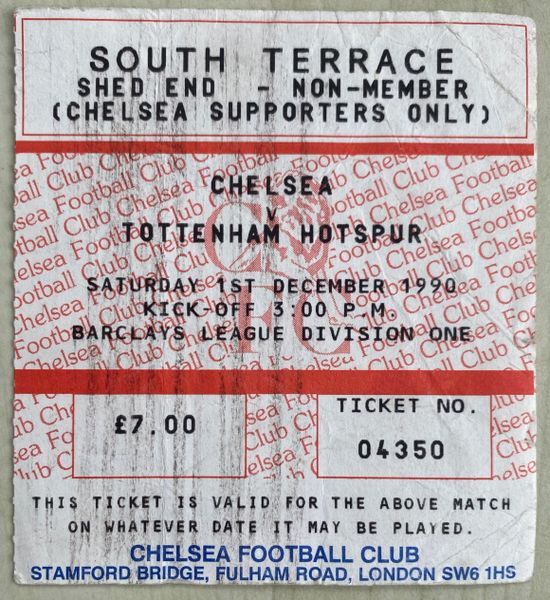 SOUTH TERRACE
SHED END - NON-MEMBER
(CHELSEA SUPPORTERS ONLY)
CHELSEA
V
TOTTENHAM HOTSPUR
SATURDAY 1ST DECEMBER 1990
KICK-OFF 3:00 P.M.
BARCLAYS LEAGUE DIVISION ONE
£7.00
TICKET NO.
04350
THIS TICKET IS VALID FOR THE ABOVE MATCH
ON WHATEVER DATE IT MAY BE PLAYED.
CHELSEA FOOTBALL CLUB
STAMFORD BRIDGE, FULHAM ROAD, LONDON SW6 1HS